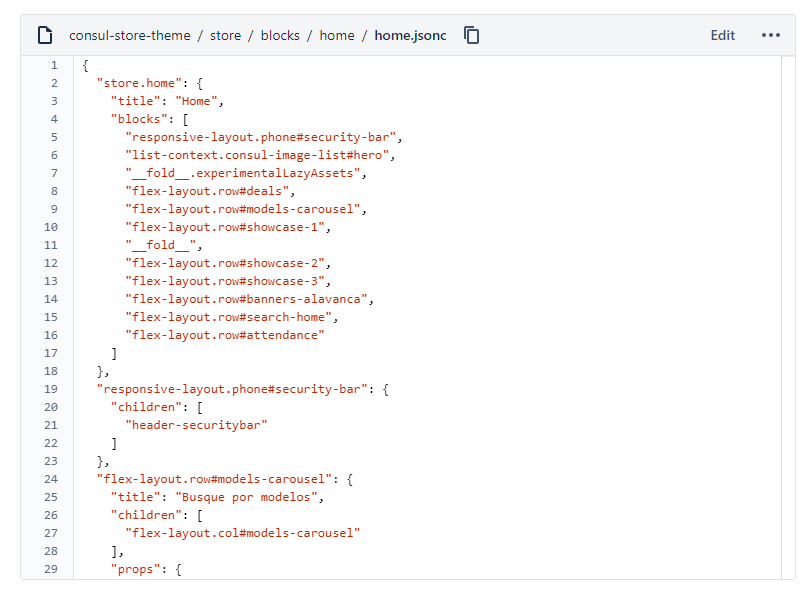 consul-store-theme / store / blocks / home / home.jsonc Edit
1 {
2 "store.home": {
3 "title": "Home",
4 "blocks": [
5 "responsive-layout.phone#security-bar",
6 "list-context.consul-image-list#hero",
7 "__fold__.experimentalLazyAssets",
8 "flex-layout.row#deals",
9 "flex-layout.row#models-carousel",
10 "flex-layout.row#showcase-1",
11 "__fold__",
12 "flex-layout.row#showcase-2",
13 "flex-layout.row#showcase-3",
14 "flex-layout.row#banners-alavanca",
15 "flex-layout.row#search-home",
16 "flex-layout.row#attendance"
17 ]
18 },
19 "responsive-layout.phone#security-bar": {
20 "children": [
21 "header-securitybar"
22 ]
23 },
24 "flex-layout.row#models-carousel": {
25 "title": "Busque por modelos",
26 "children": [
27 "flex-layout.col#models-carousel"
28 ],
29 "props": {